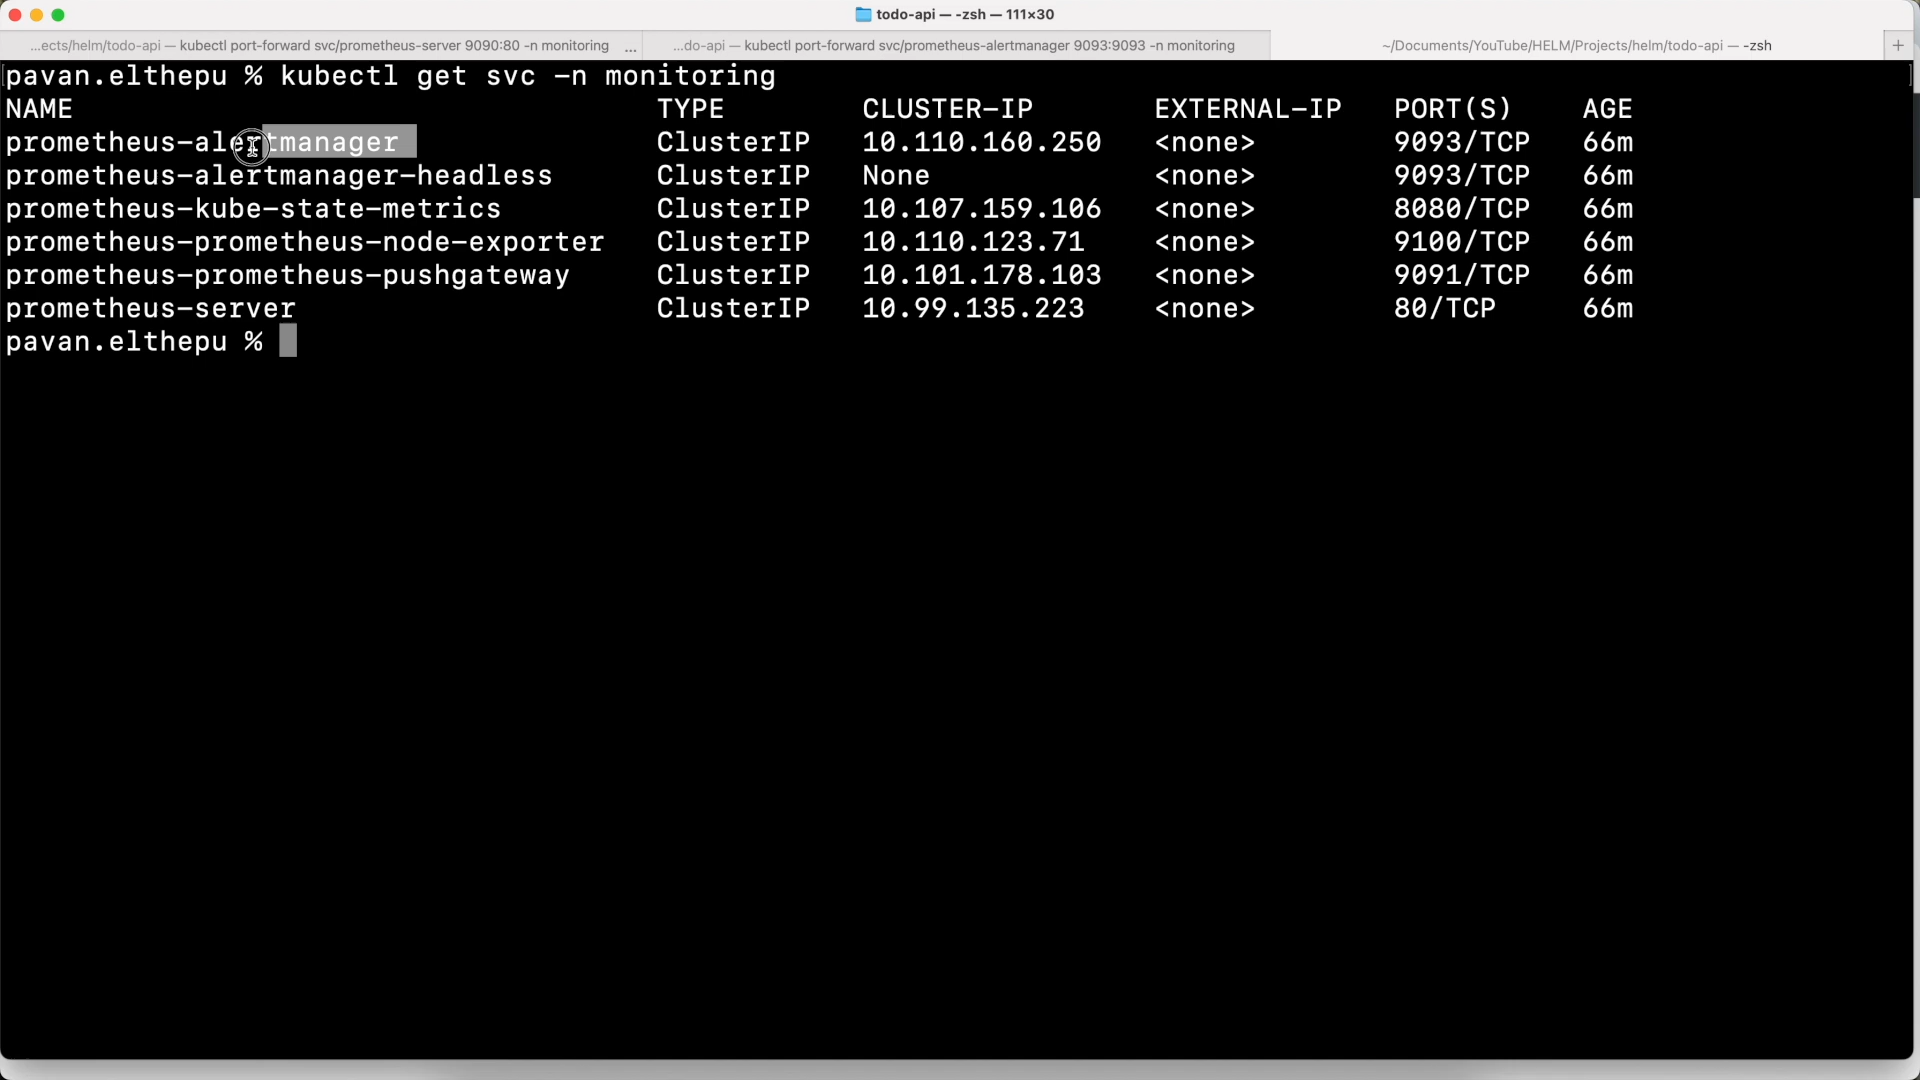 todo-api — -zsh — 111×30
...ects/helm/todo-api — kubectl port-forward svc/prometheus-server 9090:80 -n monitoring ... ...do-api — kubectl port-forward svc/prometheus-alertmanager 9093:9093 -n monitoring ~/Documents/YouTube/HELM/Projects/helm/todo-api — -zsh +
pavan.elthepu % kubectl get svc -n monitoring
NAME TYPE CLUSTER-IP EXTERNAL-IP PORT(S) AGE
prometheus-alertmanager ClusterIP 10.110.160.250 <none> 9093/TCP 66m
prometheus-alertmanager-headless ClusterIP None <none> 9093/TCP 66m
prometheus-kube-state-metrics ClusterIP 10.107.159.106 <none> 8080/TCP 66m
prometheus-prometheus-node-exporter ClusterIP 10.110.123.71 <none> 9100/TCP 66m
prometheus-prometheus-pushgateway ClusterIP 10.101.178.103 <none> 9091/TCP 66m
prometheus-server ClusterIP 10.99.135.223 <none> 80/TCP 66m
pavan.elthepu %